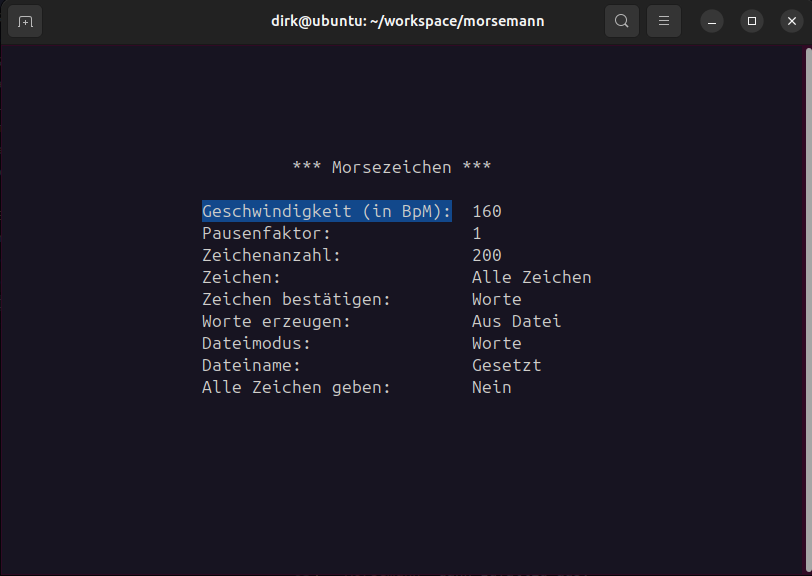 dirk@ubuntu: ~/workspace/morsemann
*** Morsezeichen ***
Geschwindigkeit (in BpM): 160
Pausenfaktor: 1
Zeichenanzahl: 200
Zeichen: Alle Zeichen
Zeichen bestätigen: Worte
Worte erzeugen: Aus Datei
Dateimodus: Worte
Dateiname: Gesetzt
Alle Zeichen geben: Nein